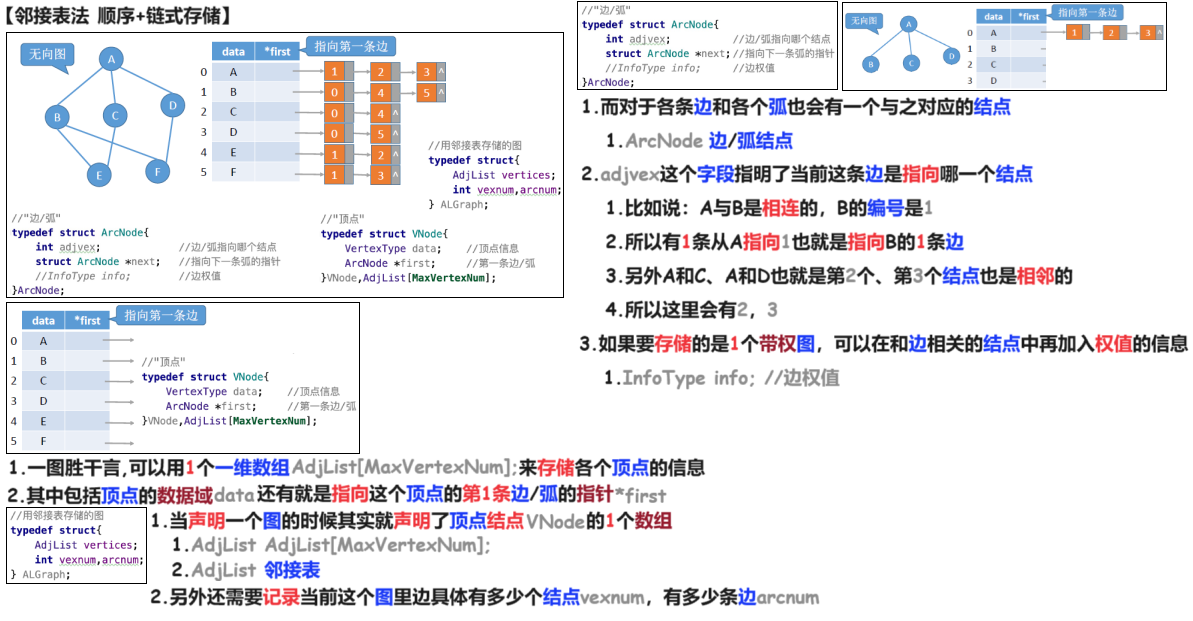 【邻接表法 顺序+链式存储】
无向图
A
B
C
D
E
F
data *first
指向第一条边
0 A 1 2 3 ^
1 B 0 4 5 ^
2 C 0 4 ^
3 D 0 5 ^
4 E 1 2 ^
5 F 1 3 ^
//用邻接表存储的图
typedef struct{
AdjList vertices;
int vexnum,arcnum;
} ALGraph;
//"边/弧"
typedef struct ArcNode{
int adjvex; //边/弧指向哪个结点
struct ArcNode *next; //指向下一条弧的指针
//InfoType info; //边权值
}ArcNode;
//"顶点"
typedef struct VNode{
VertexType data; //顶点信息
ArcNode *first; //第一条边/弧
}VNode,AdjList[MaxVertexNum];
data *first
指向第一条边
0 A
1 B
2 C
3 D
4 E
5 F
//"顶点"
typedef struct VNode{
VertexType data; //顶点信息
ArcNode *first; //第一条边/弧
}VNode,AdjList[MaxVertexNum];
1.一图胜千言,可以用1个一维数组AdjList[MaxVertexNum];来存储各个顶点的信息
2.其中包括顶点的数据域data还有就是指向这个顶点的第1条边/弧的指针*first
//用邻接表存储的图
typedef struct{
AdjList vertices;
int vexnum,arcnum;
} ALGraph;
1.当声明一个图的时候其实就声明了顶点结点VNode的1个数组
1.AdjList AdjList[MaxVertexNum];
2.AdjList 邻接表
2.另外还需要记录当前这个图里边具体有多少个结点vexnum，有多少条边arcnum
//"边/弧"
typedef struct ArcNode{
int adjvex; //边/弧指向哪个结点
struct ArcNode *next; //指向下一条弧的指针
//InfoType info; //边权值
}ArcNode;
无向图
A
B
C
D
data *first
指向第一条边
0 A 1 2 3 ^
1 B
2 C
3 D
1.而对于各条边和各个弧也会有一个与之对应的结点
1.ArcNode 边/弧结点
2.adjvex这个字段指明了当前这条边是指向哪一个结点
1.比如说：A与B是相连的，B的编号是1
2.所以有1条从A指向1也就是指向B的1条边
3.另外A和C、A和D也就是第2个、第3个结点也是相邻的
4.所以这里会有2，3
3.如果要存储的是1个带权图，可以在和边相关的结点中再加入权值的信息
1.InfoType info; //边权值